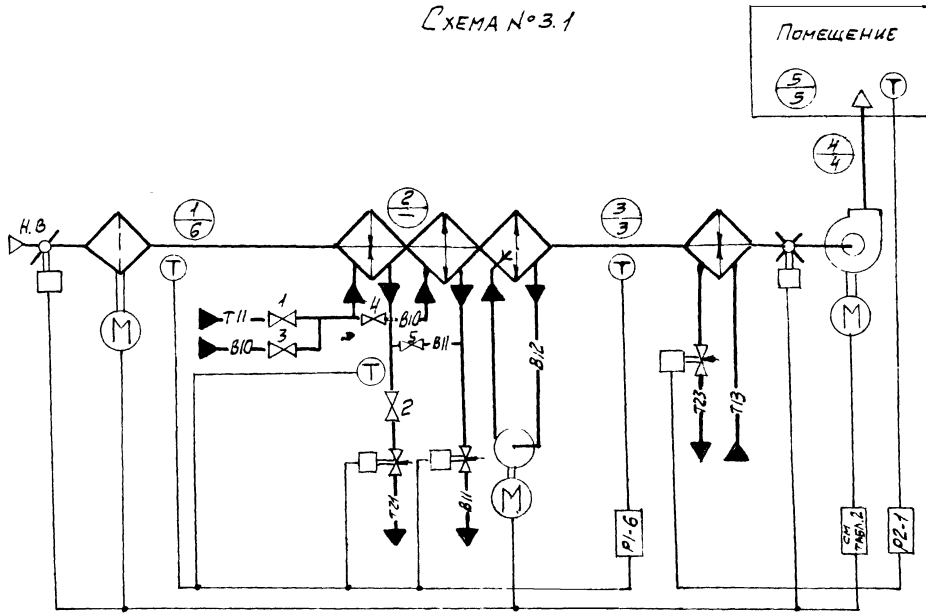 Схема №3.1
Помещение
5
5
Т
4
4
Н.В
1
6
2
—
3
3
Т
Т
Т11
1
4
В10
В10
3
5
В11
В12
Т
2
М
М
М
Т21
В11
Т23
Т13
Р1-6
см
табл.2
Р2-1